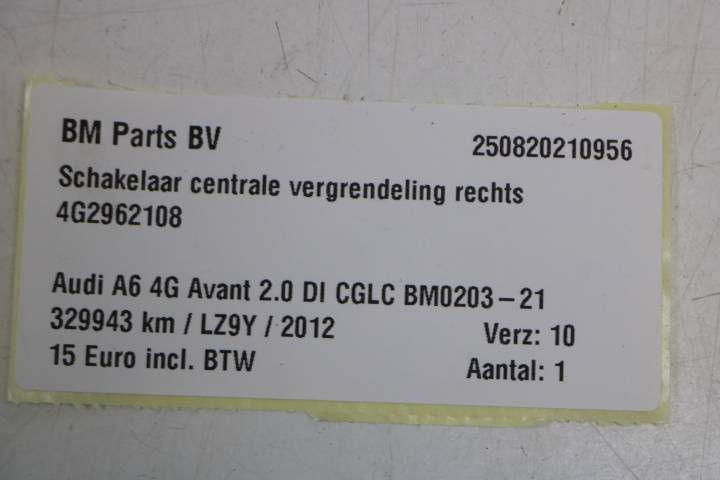 BM Parts BV 250820210956
Schakelaar centrale vergrendeling rechts
4G2962108
Audi A6 4G Avant 2.0 DI CGLC BM0203-21
329943 km / LZ9Y / 2012 Verz: 10
15 Euro incl. BTW Aantal: 1